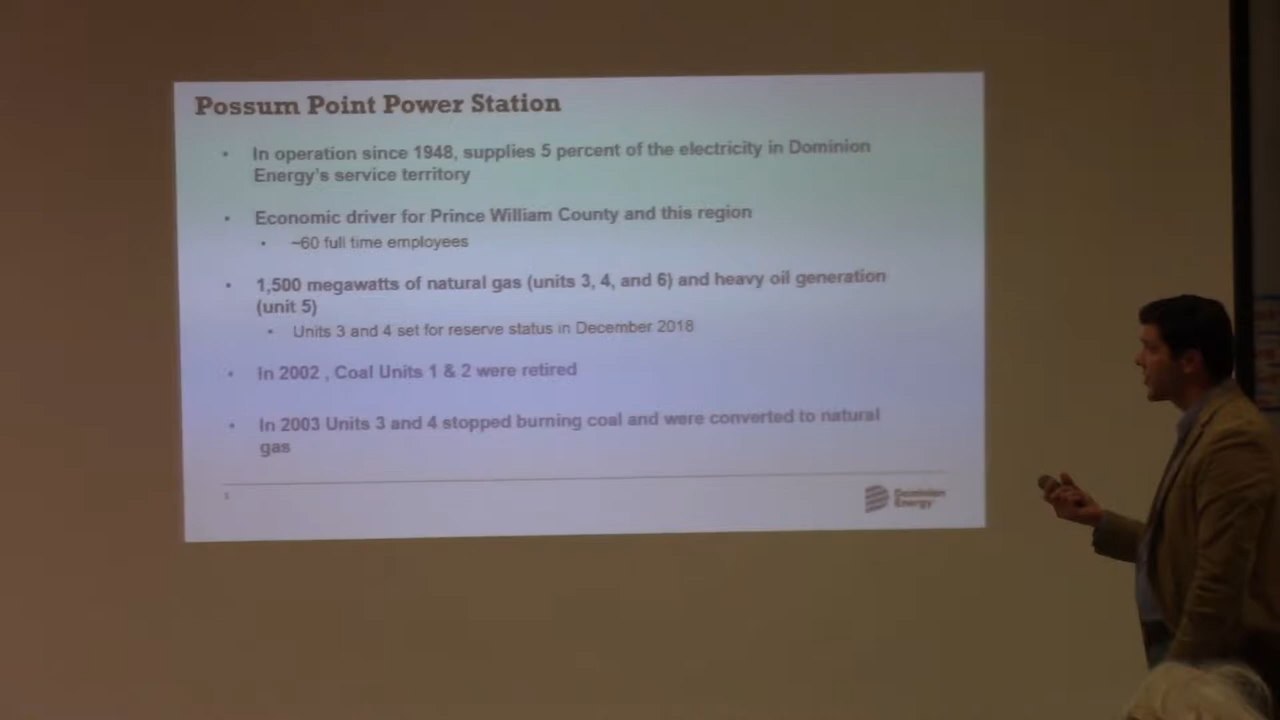 Possum Point Power Station
• In operation since 1948, supplies 5 percent of the electricity in Dominion
Energy's service territory
• Economic driver for Prince William County and this region
• ~60 full time employees
• 1,500 megawatts of natural gas (units 3, 4, and 6) and heavy oil generation
(unit 5)
• Units 3 and 4 set for reserve status in December 2018
• In 2002 , Coal Units 1 & 2 were retired
• In 2003 Units 3 and 4 stopped burning coal and were converted to natural
gas
Dominion
Energy